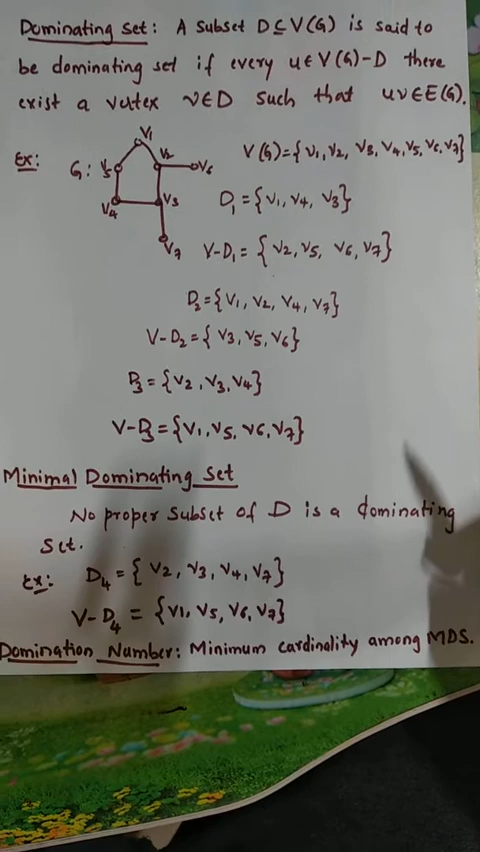 Dominating Set: A Subset D⊆V(G) is said to
be dominating set if every u∈V(G)-D there
exist a vertex v∈D such that uv∈E(G).
Ex:
G:
V1
V5
V2
V6
V4
V3
V7
V(G)={V1,V2, V3,V4,V5,V6,V7}
D1={V1,V4, V3}
V-D1={V2,V5, V6,V7}
D2={V1, V2, V4, V7}
V-D2={V3,V5,V6}
D3={V2,V3,V4}
V-D3={V1,V5,V6,V7}
Minimal Dominating Set
No proper subset of D is a dominating
Set.
Ex: D4={V2, V3, V4, V7}
V-D4 = {V1, V5, V6, V7}
Domination Number: Minimum cardinality among MDS.